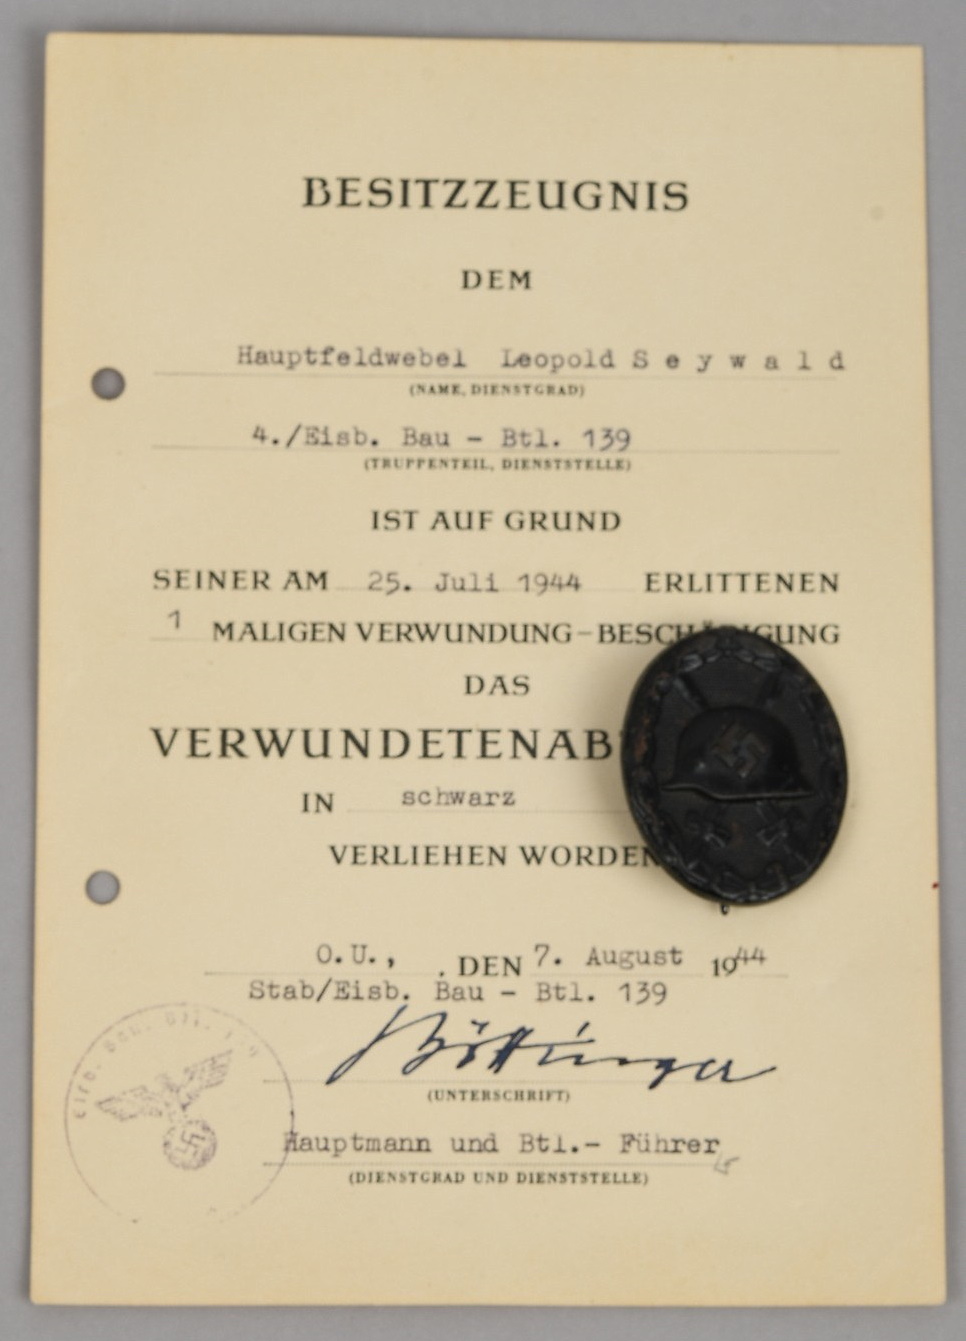 BESITZZEUGNIS
DEM
Hauptfeldwebel Leopold S e y w a l d
(NAME, DIENSTGRAD)
4./Eisb. Bau - Btl. 139
(TRUPPENTEIL, DIENSTSTELLE)
IST AUF GRUND
SEINER AM 25. Juli 1944 ERLITTENEN
1 MALIGEN VERWUNDUNG–BESCHÄDIGUNG
DAS
VERWUNDETENAB
IN schwarz
VERLIEHEN WORDEN
O.U., , DEN 7. August 1944
Stab/Eisb. Bau - Btl. 139
Böttinger
(UNTERSCHRIFT)
Hauptmann und Btl.- Führer
(DIENSTGRAD UND DIENSTSTELLE)